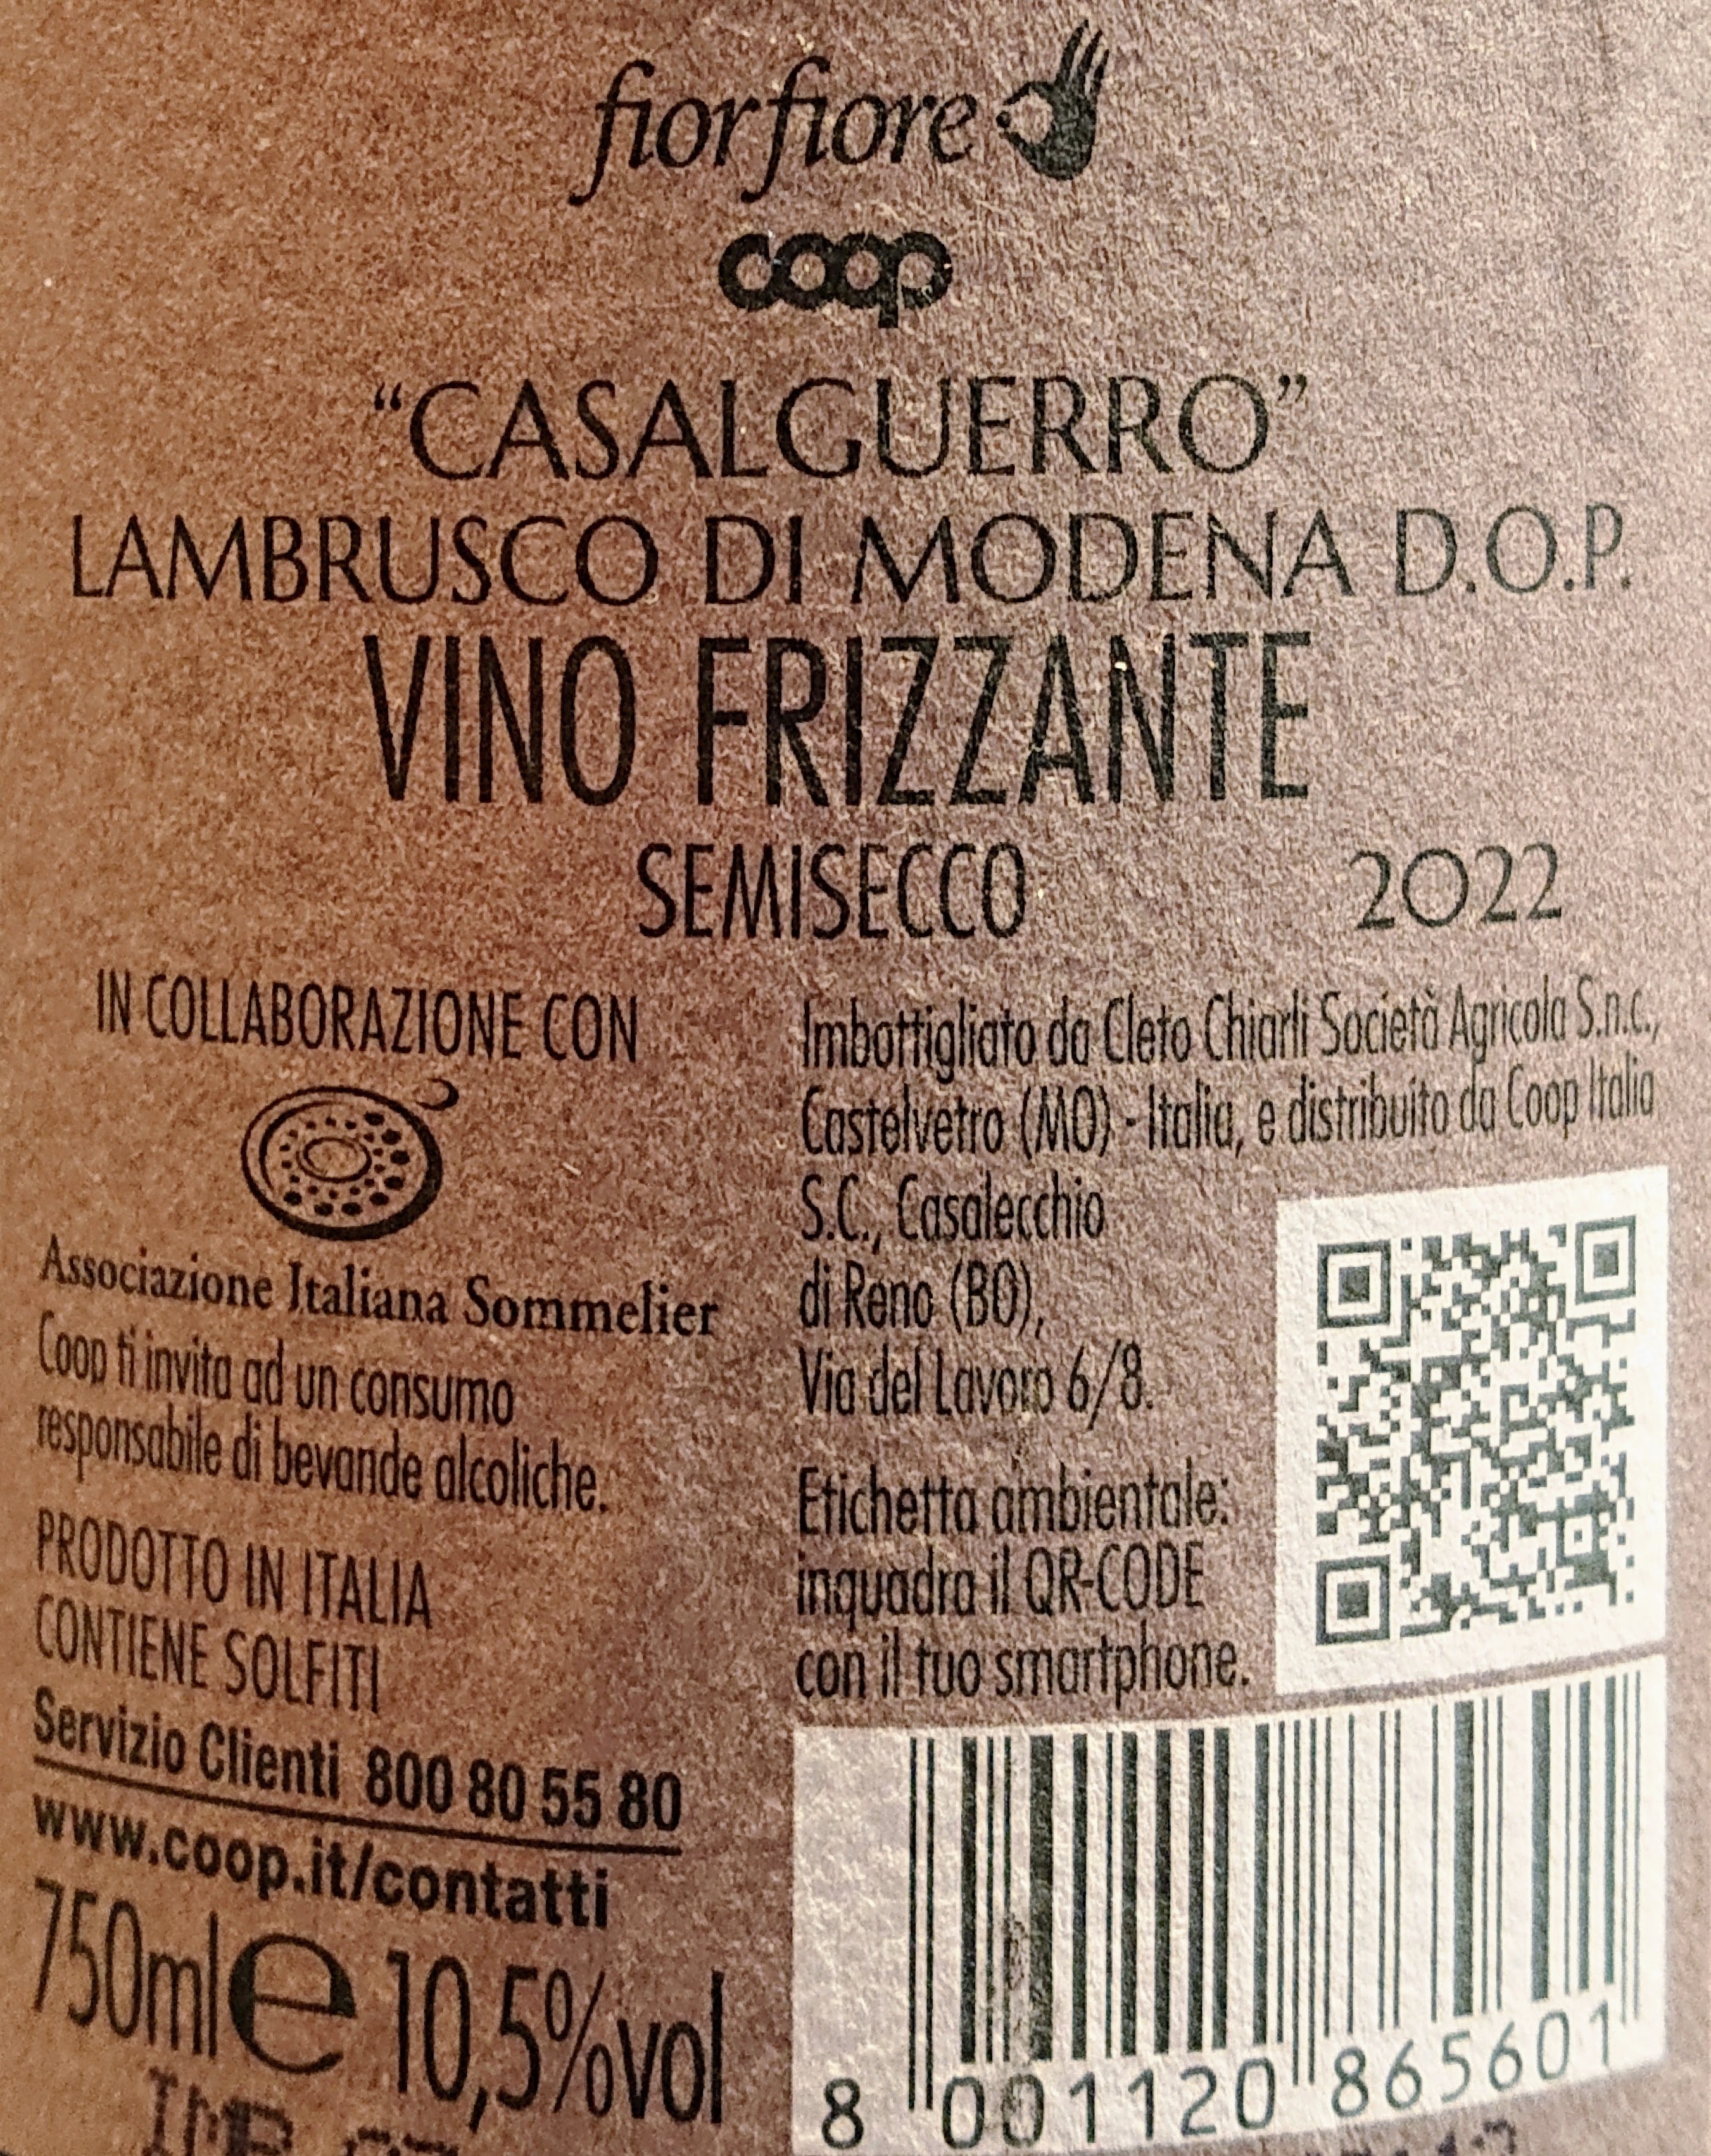 fiorfiore
coop
“CASALGUERRO”
LAMBRUSCO DI MODENA D.O.P.
VINO FRIZZANTE
SEMISECCO 2022
IN COLLABORAZIONE CON
Associazione Italiana Sommelier
Coop ti invita ad un consumo
responsabile di bevande alcoliche.
PRODOTTO IN ITALIA
CONTIENE SOLFITI
Servizio Clienti 800 80 55 80
www.coop.it/contatti
750ml e 10,5%vol
Imbottigliato da Cleto Chiarli Società Agricola S.n.c.,
Castelvetro (MO) - Italia, e distribuito da Coop Italia
S.C., Casalecchio
di Reno (BO),
Via del Lavoro 6/8.
Etichetta ambientale:
inquadra il QR-CODE
con il tuo smartphone.
8 001120 865601